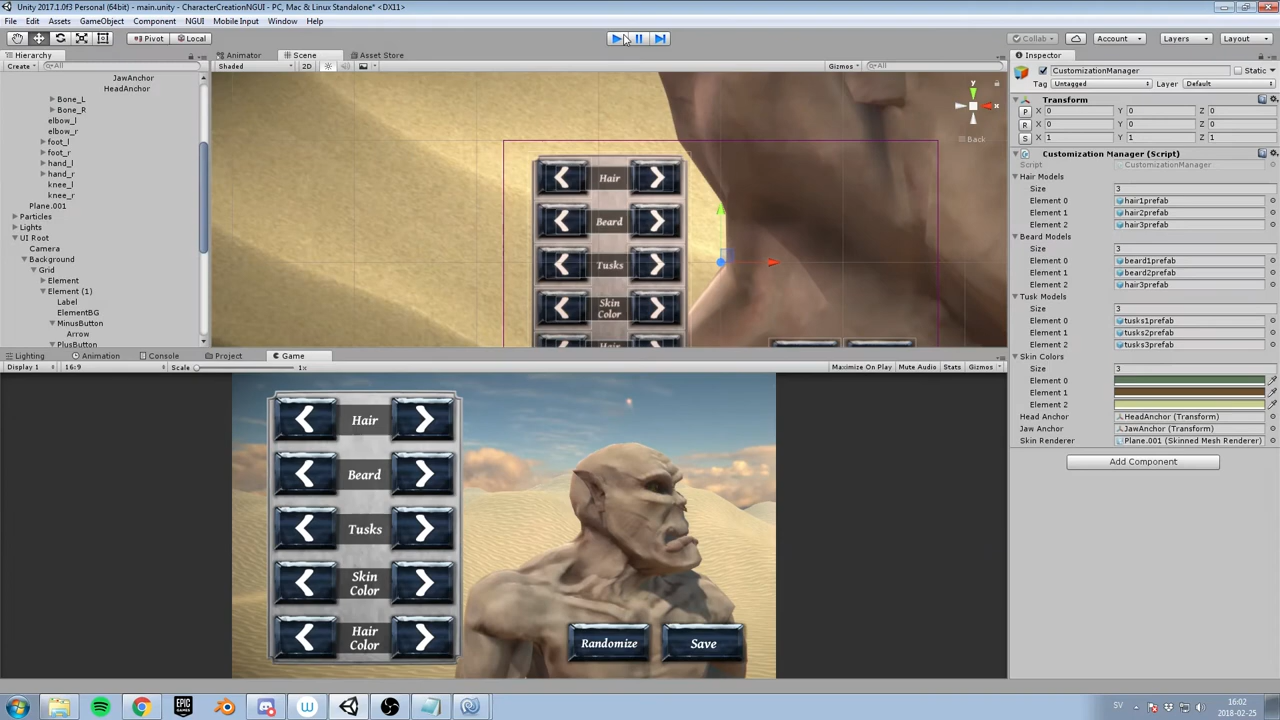 Unity 2017.1.0f3 Personal (64bit) - main.unity - CharacterCreationNGUI - PC, Mac & Linux Standalone* <DX11>
File Edit Assets GameObject Component NGUI Mobile Input Window Help
Pivot Local
Collab Account Layers Layout
Hierarchy
Create All
JawAnchor
HeadAnchor
Bone_L
Bone_R
elbow_l
elbow_r
foot_l
foot_r
hand_l
hand_r
knee_l
knee_r
Plane.001
Particles
Lights
UI Root
Camera
Background
Grid
Element
Element (1)
Label
ElementBG
MinusButton
Arrow
PlusButton
Animator Scene Asset Store
Shaded 2D Gizmos All
y
x
Back
Hair
Beard
Tusks
Skin
Color
Hair
Lighting Animation Console Project Game
Display 1 16:9 Scale 1x Maximize On Play Mute Audio Stats Gizmos
Hair
Beard
Tusks
Skin
Color
Hair
Color
Randomize Save
Inspector
CustomizationManager Static
Tag Untagged Layer Default
Transform
P X 0 Y 0 Z 0
R X 0 Y 0 Z 0
S X 1 Y 1 Z 1
Customization Manager (Script)
Script CustomizationManager
Hair Models
Size 3
Element 0 hair1prefab
Element 1 hair2prefab
Element 2 hair3prefab
Beard Models
Size 3
Element 0 beard1prefab
Element 1 beard2prefab
Element 2 hair3prefab
Tusk Models
Size 3
Element 0 tusks1prefab
Element 1 tusks2prefab
Element 2 tusks3prefab
Skin Colors
Size 3
Element 0
Element 1
Element 2
Head Anchor HeadAnchor (Transform)
Jaw Anchor JawAnchor (Transform)
Skin Renderer Plane.001 (Skinned Mesh Renderer)
Add Component
EPIC
GAMES
SV
16:02
2018-02-25